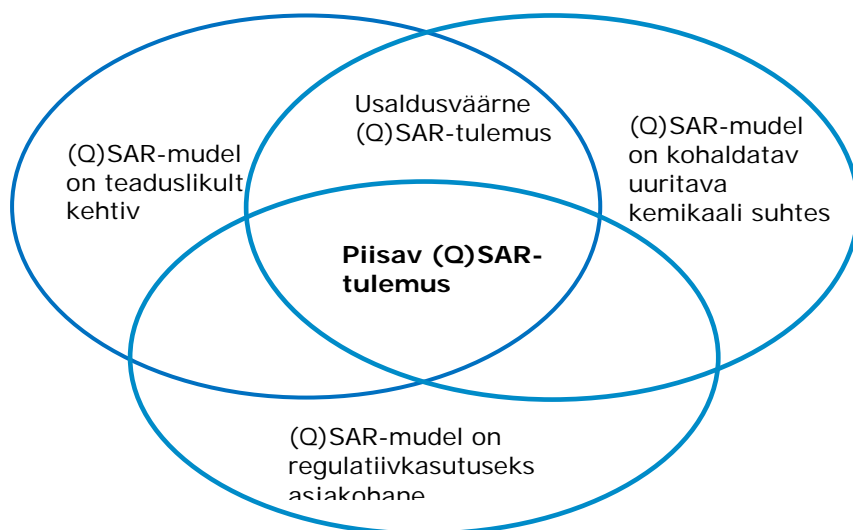 (Q)SAR-mudel
on teaduslikult
kehtiv
Usaldusväärne
(Q)SAR-tulemus
(Q)SAR-mudel
on kohaldatav
uuritava
kemikaali suhtes
Piisav (Q)SAR-
tulemus
(Q)SAR-mudel on
regulatiivkasutuseks
asjakohane